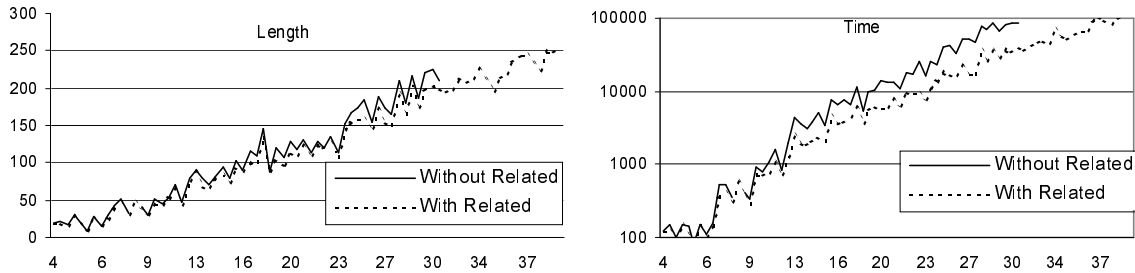 Length
300
250
200
150
100
50
0
4 6 9 13 16 20 23 27 30 34 37
Without Related
With Related
Time
100000
10000
1000
100
4 6 9 13 16 20 23 27 30 34 37
Without Related
With Related